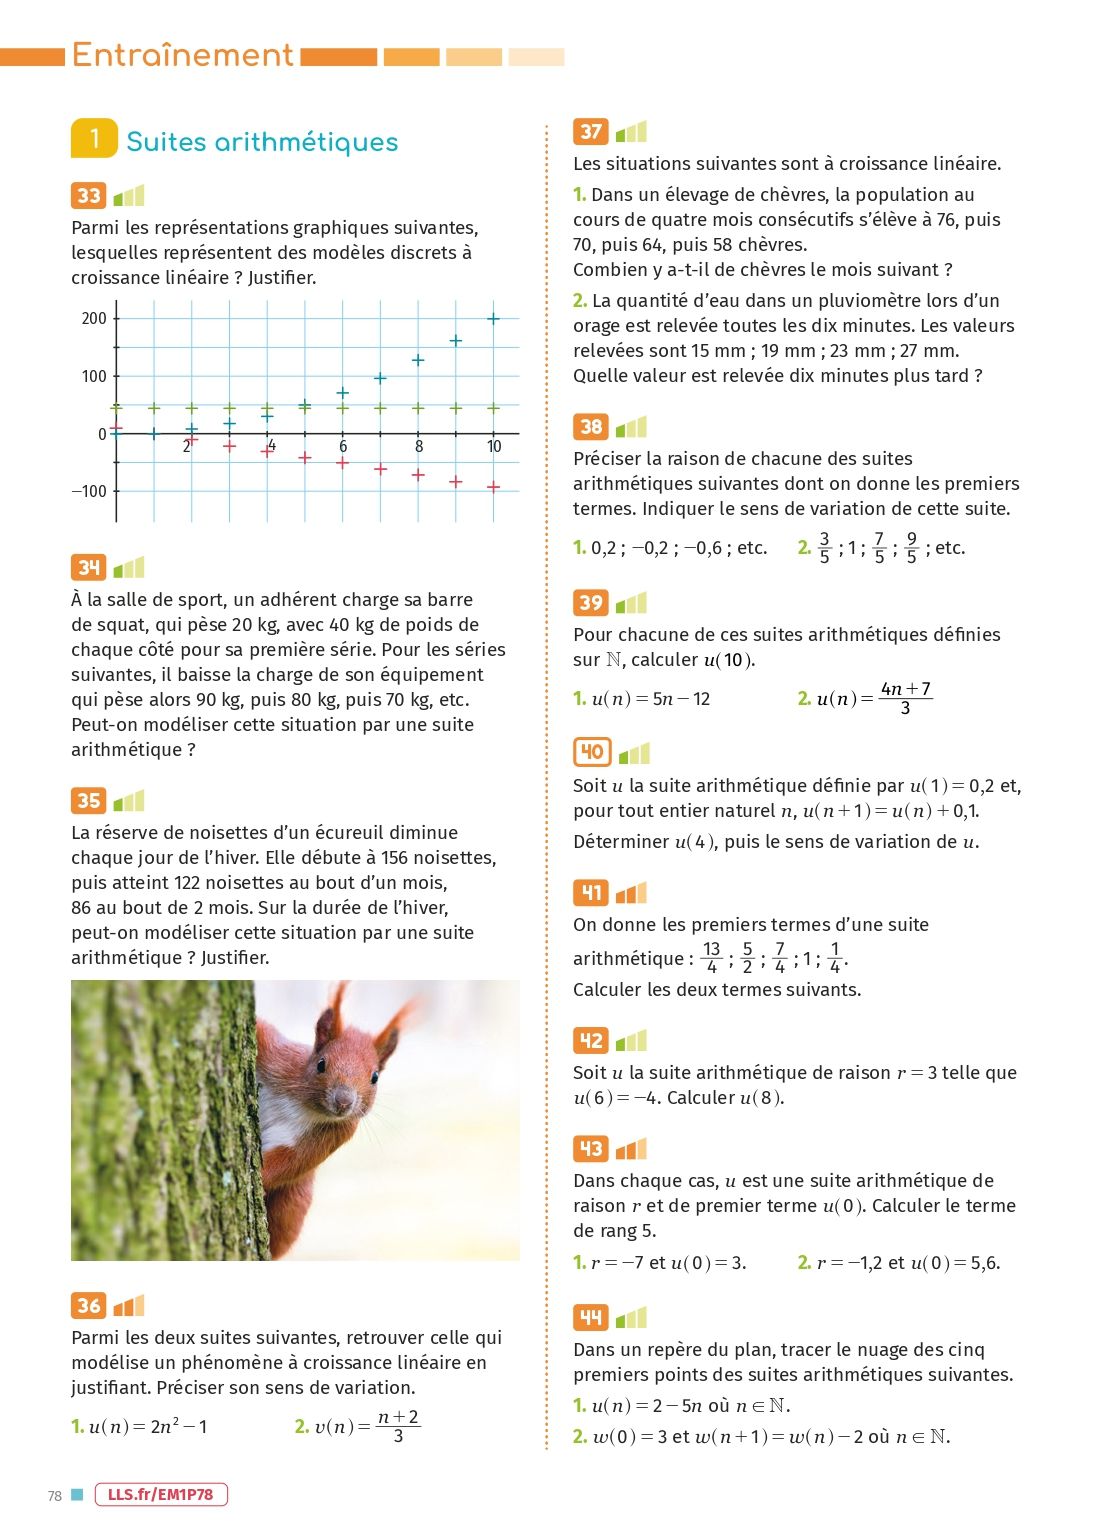 Entraînement
1 Suites arithmétiques
33
Parmi les représentations graphiques suivantes,
lesquelles représentent des modèles discrets à
croissance linéaire ? Justifier.
200
100
0
2 4 6 8 10
−100
34
À la salle de sport, un adhérent charge sa barre
de squat, qui pèse 20 kg, avec 40 kg de poids de
chaque côté pour sa première série. Pour les séries
suivantes, il baisse la charge de son équipement
qui pèse alors 90 kg, puis 80 kg, puis 70 kg, etc.
Peut-on modéliser cette situation par une suite
arithmétique ?
35
La réserve de noisettes d’un écureuil diminue
chaque jour de l’hiver. Elle débute à 156 noisettes,
puis atteint 122 noisettes au bout d’un mois,
86 au bout de 2 mois. Sur la durée de l’hiver,
peut-on modéliser cette situation par une suite
arithmétique ? Justifier.
36
Parmi les deux suites suivantes, retrouver celle qui
modélise un phénomène à croissance linéaire en
justifiant. Préciser son sens de variation.
1. u(n) = 2n² − 1 2. v(n) = (n + 2)/3
37
Les situations suivantes sont à croissance linéaire.
1. Dans un élevage de chèvres, la population au
cours de quatre mois consécutifs s’élève à 76, puis
70, puis 64, puis 58 chèvres.
Combien y a-t-il de chèvres le mois suivant ?
2. La quantité d’eau dans un pluviomètre lors d’un
orage est relevée toutes les dix minutes. Les valeurs
relevées sont 15 mm ; 19 mm ; 23 mm ; 27 mm.
Quelle valeur est relevée dix minutes plus tard ?
38
Préciser la raison de chacune des suites
arithmétiques suivantes dont on donne les premiers
termes. Indiquer le sens de variation de cette suite.
1. 0,2 ; −0,2 ; −0,6 ; etc. 2. 3/5 ; 1 ; 7/5 ; 9/5 ; etc.
39
Pour chacune de ces suites arithmétiques définies
sur ℕ, calculer u(10).
1. u(n) = 5n − 12 2. u(n) = (4n + 7)/3
40
Soit u la suite arithmétique définie par u(1) = 0,2 et,
pour tout entier naturel n, u(n + 1) = u(n) + 0,1.
Déterminer u(4), puis le sens de variation de u.
41
On donne les premiers termes d’une suite
arithmétique : 13/4 ; 5/2 ; 7/4 ; 1 ; 1/4.
Calculer les deux termes suivants.
42
Soit u la suite arithmétique de raison r = 3 telle que
u(6) = −4. Calculer u(8).
43
Dans chaque cas, u est une suite arithmétique de
raison r et de premier terme u(0). Calculer le terme
de rang 5.
1. r = −7 et u(0) = 3. 2. r = −1,2 et u(0) = 5,6.
44
Dans un repère du plan, tracer le nuage des cinq
premiers points des suites arithmétiques suivantes.
1. u(n) = 2 − 5n où n ∈ ℕ.
2. w(0) = 3 et w(n + 1) = w(n) − 2 où n ∈ ℕ.
78 LLS.fr/EM1P78